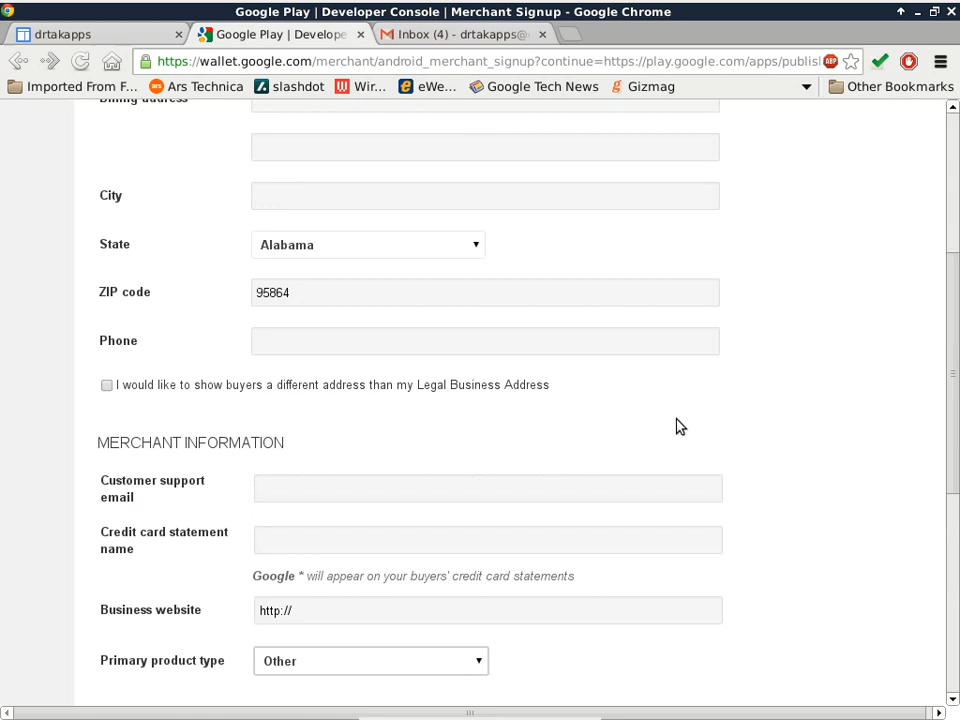 Google Play | Developer Console | Merchant Signup - Google Chrome
drtakapps
Google Play | Develope
Inbox (4) - drtakapps@
https://wallet.google.com/merchant/android_merchant_signup?continue=https://play.google.com/apps/publisl
ABP
Imported From F...
Ars Technica
slashdot
Wir...
eWe...
Google Tech News
Gizmag
Other Bookmarks
Billing address
City
State
Alabama
ZIP code
95864
Phone
I would like to show buyers a different address than my Legal Business Address
MERCHANT INFORMATION
Customer support
email
Credit card statement
name
Google * will appear on your buyers' credit card statements
Business website
http://
Primary product type
Other